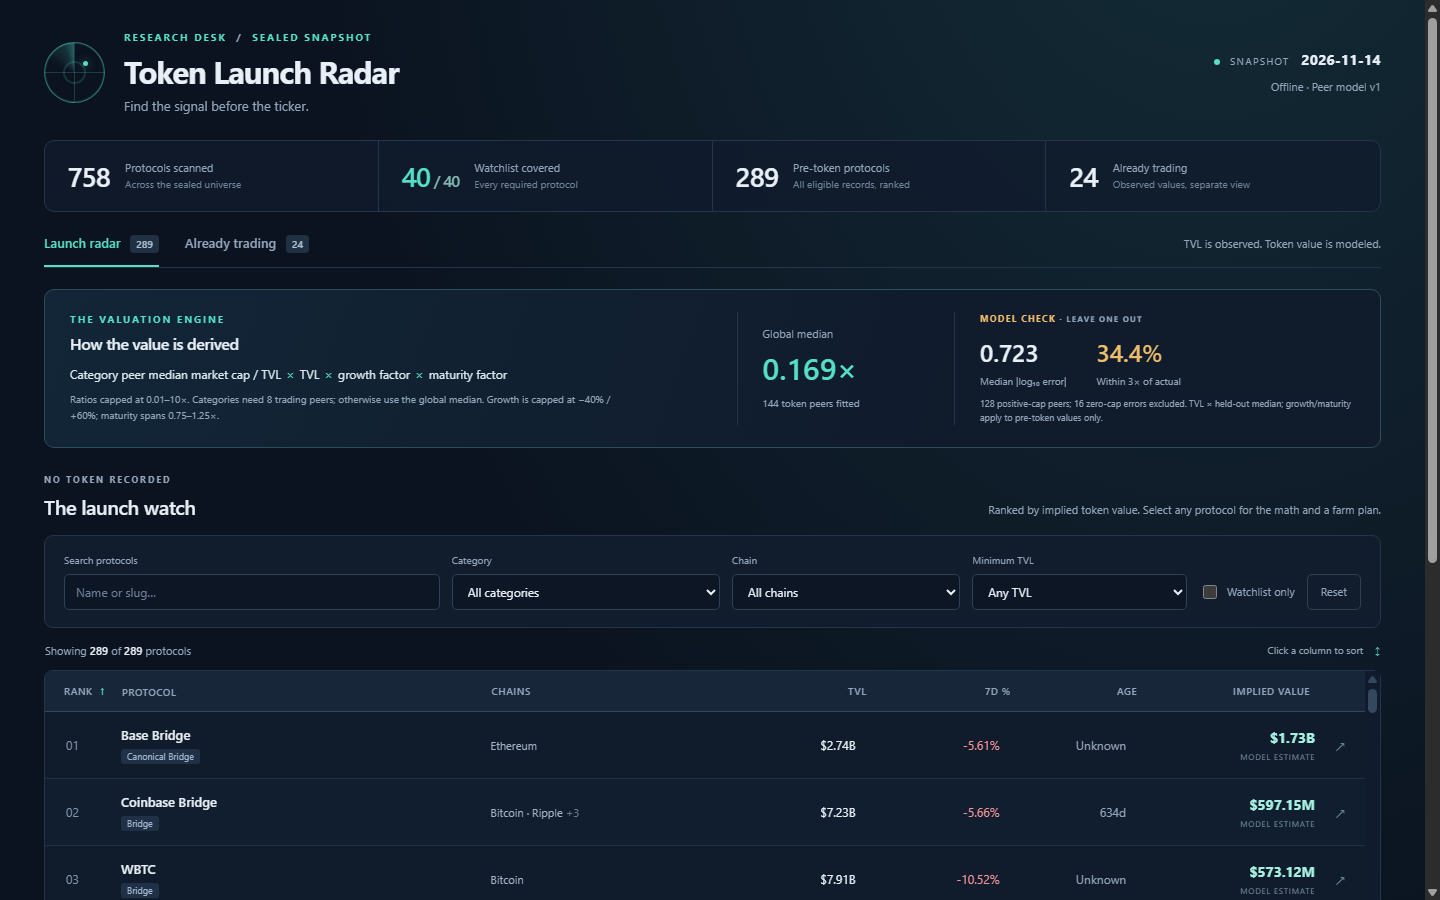 RESEARCH DESK / SEALED SNAPSHOT
Token Launch Radar
Find the signal before the ticker.
SNAPSHOT 2026-11-14
Offline · Peer model v1
758 Protocols scanned
Across the sealed universe
40 / 40 Watchlist covered
Every required protocol
289 Pre-token protocols
All eligible records, ranked
24 Already trading
Observed values, separate view
Launch radar 289 Already trading 24
TVL is observed. Token value is modeled.
THE VALUATION ENGINE
How the value is derived
Category peer median market cap / TVL × TVL × growth factor × maturity factor
Ratios capped at 0.01–10×. Categories need 8 trading peers; otherwise use the global median. Growth is capped at −40% /
+60%; maturity spans 0.75–1.25×.
Global median
0.169×
144 token peers fitted
MODEL CHECK · LEAVE ONE OUT
0.723 34.4%
Median |log₁₀ error| Within 3× of actual
128 positive-cap peers; 16 zero-cap errors excluded. TVL × held-out median; growth/maturity
apply to pre-token values only.
NO TOKEN RECORDED
The launch watch
Ranked by implied token value. Select any protocol for the math and a farm plan.
Search protocols Category Chain Minimum TVL
Name or slug... All categories All chains Any TVL Watchlist only Reset
Showing 289 of 289 protocols
Click a column to sort ↕
RANK ↑ PROTOCOL CHAINS TVL 7D % AGE IMPLIED VALUE
01 Base Bridge Ethereum $2.74B -5.61% Unknown $1.73B ↗
Canonical Bridge MODEL ESTIMATE
02 Coinbase Bridge Bitcoin · Ripple +3 $7.23B -5.66% 634d $597.15M ↗
Bridge MODEL ESTIMATE
03 WBTC Bitcoin $7.91B -10.52% Unknown $573.12M ↗
Bridge MODEL ESTIMATE